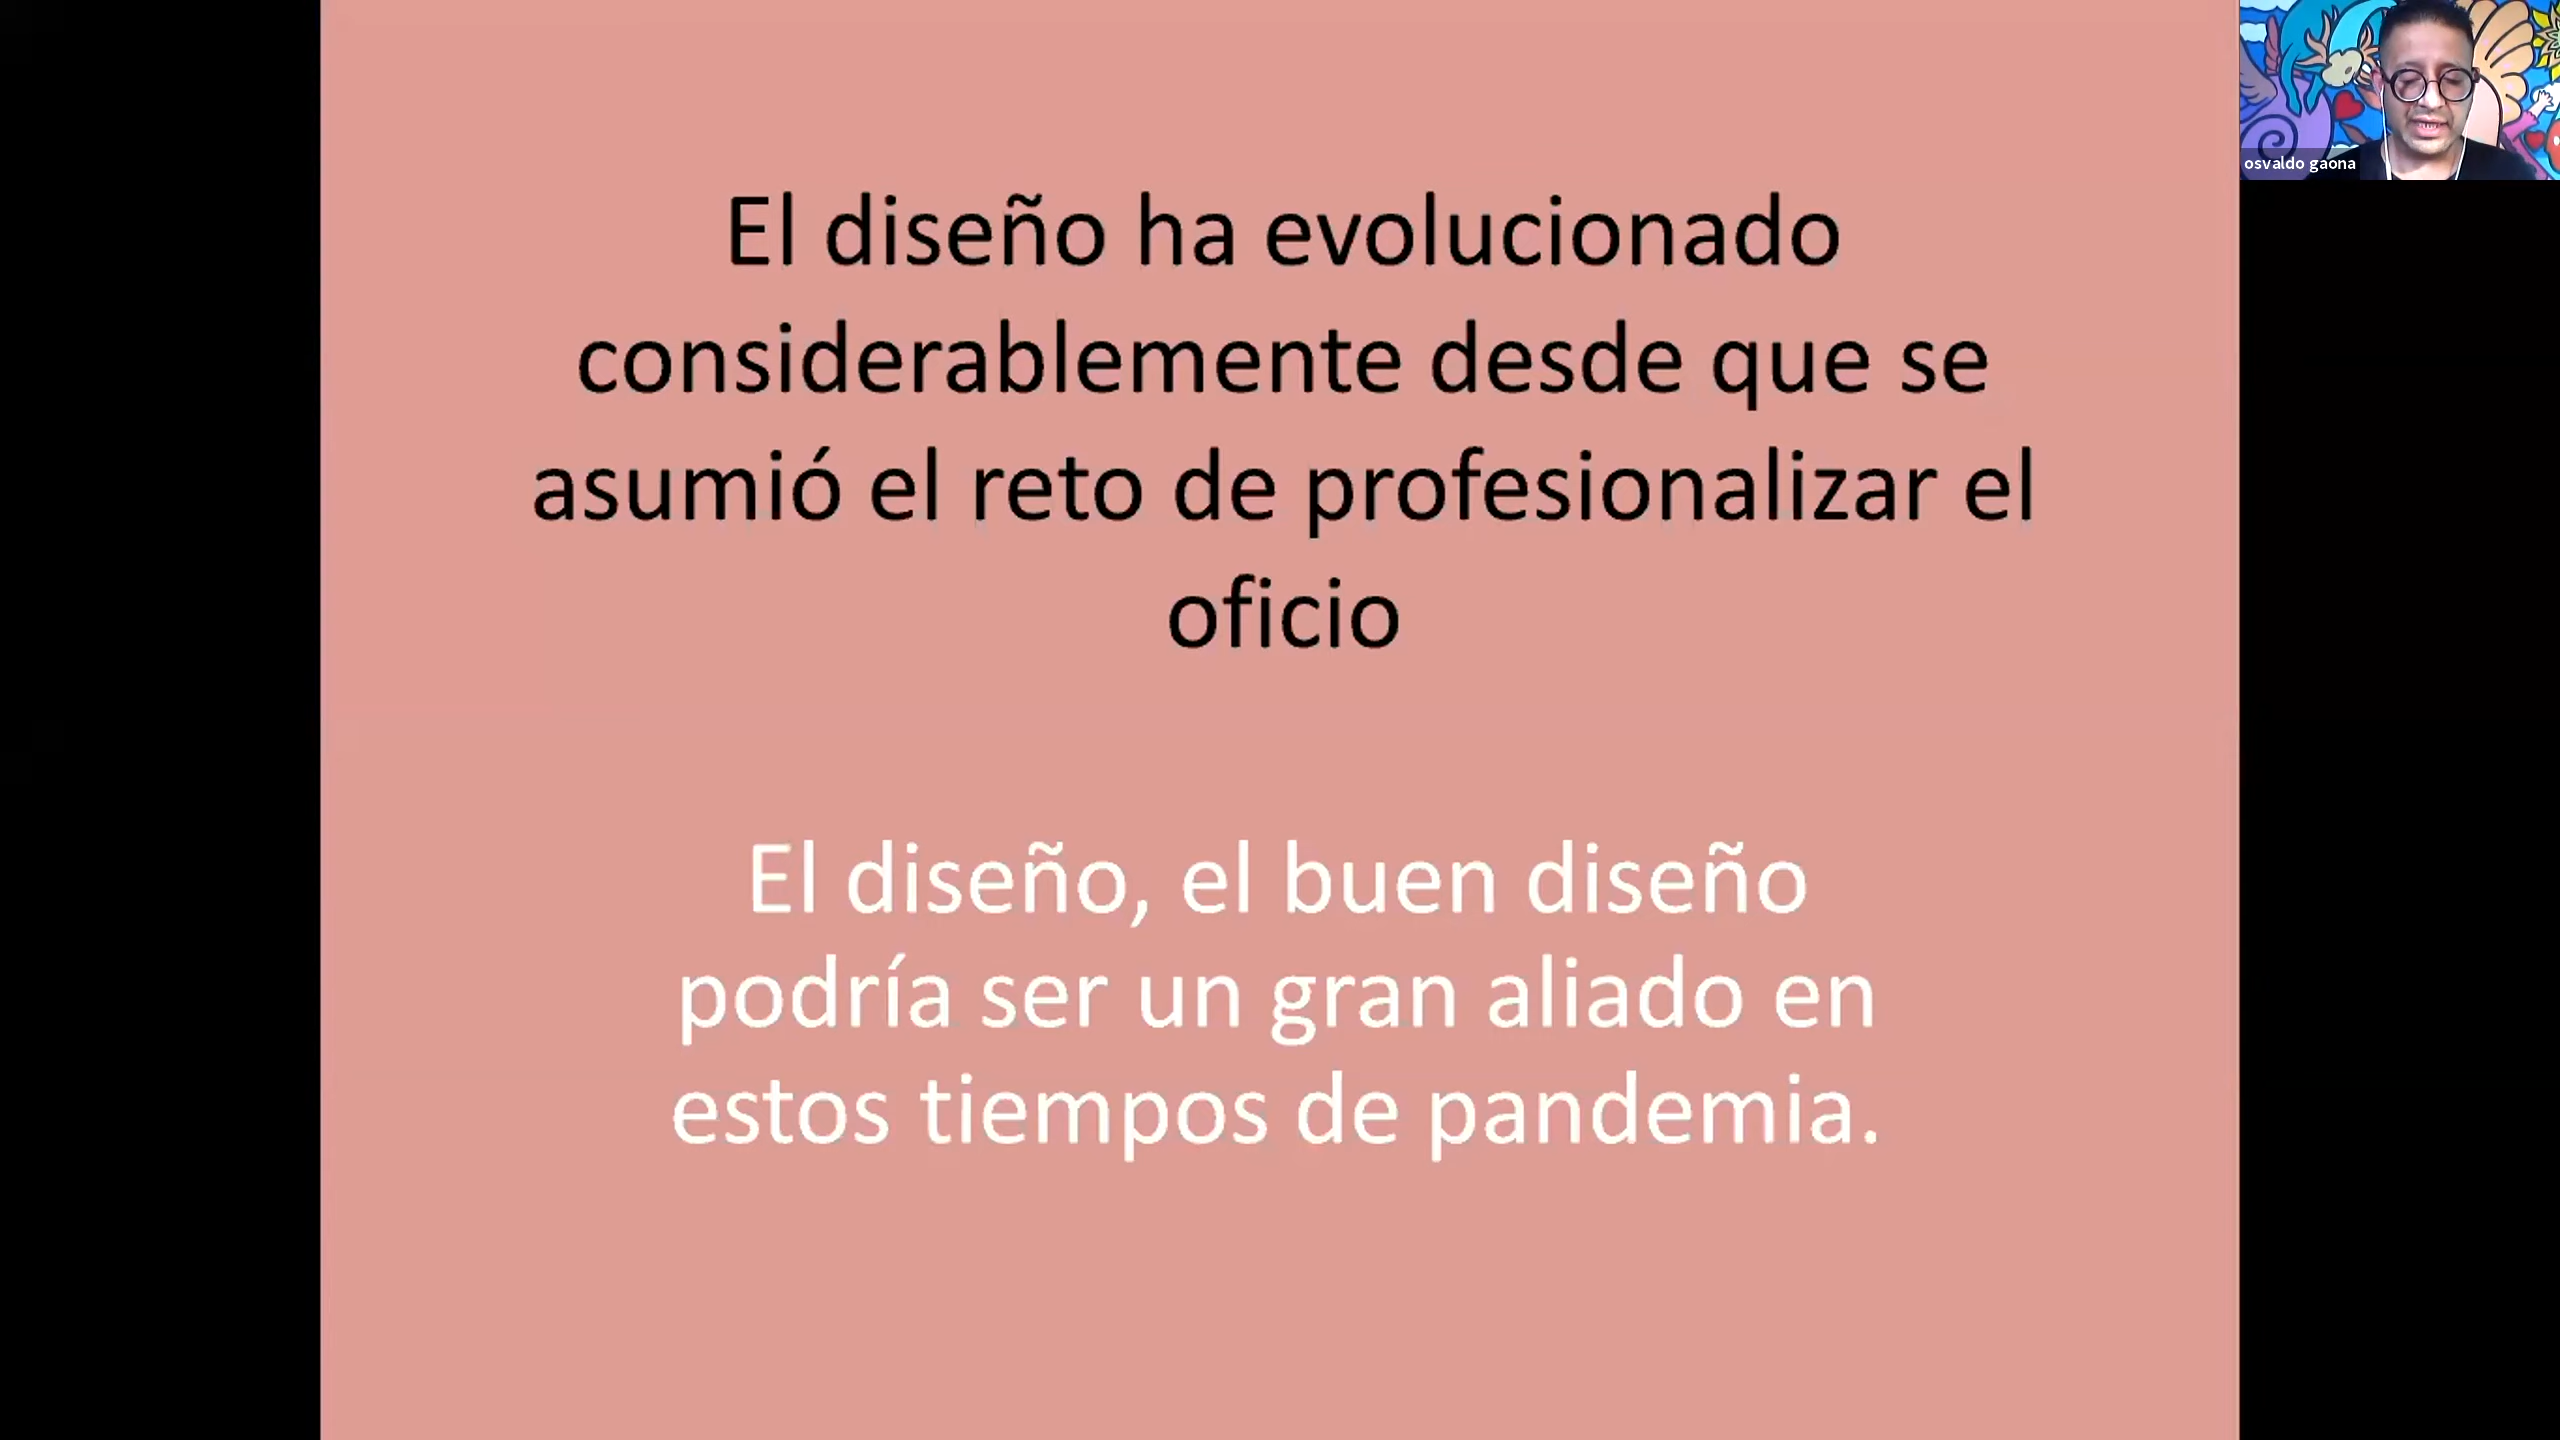 El diseño ha evolucionado
considerablemente desde que se
asumió el reto de profesionalizar el
oficio
El diseño, el buen diseño
podría ser un gran aliado en
estos tiempos de pandemia.
osvaldo gaona